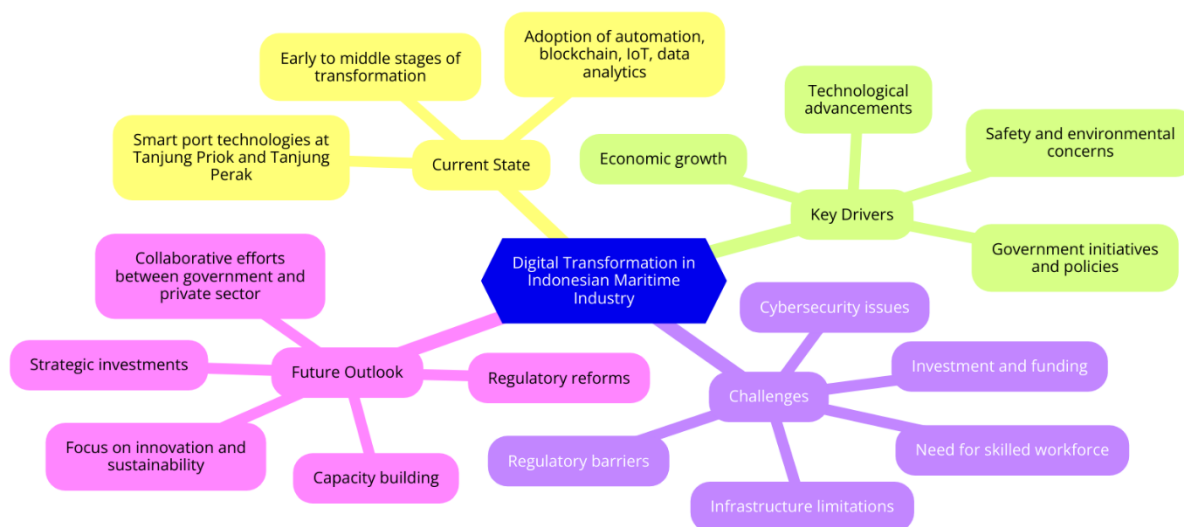 Digital Transformation in
Indonesian Maritime
Industry
Current State
Early to middle stages of
transformation
Adoption of automation,
blockchain, IoT, data
analytics
Smart port technologies at
Tanjung Priok and Tanjung
Perak
Key Drivers
Economic growth
Technological
advancements
Safety and environmental
concerns
Government initiatives
and policies
Challenges
Cybersecurity issues
Investment and funding
Need for skilled workforce
Infrastructure limitations
Regulatory barriers
Future Outlook
Collaborative efforts
between government and
private sector
Strategic investments
Focus on innovation and
sustainability
Capacity building
Regulatory reforms